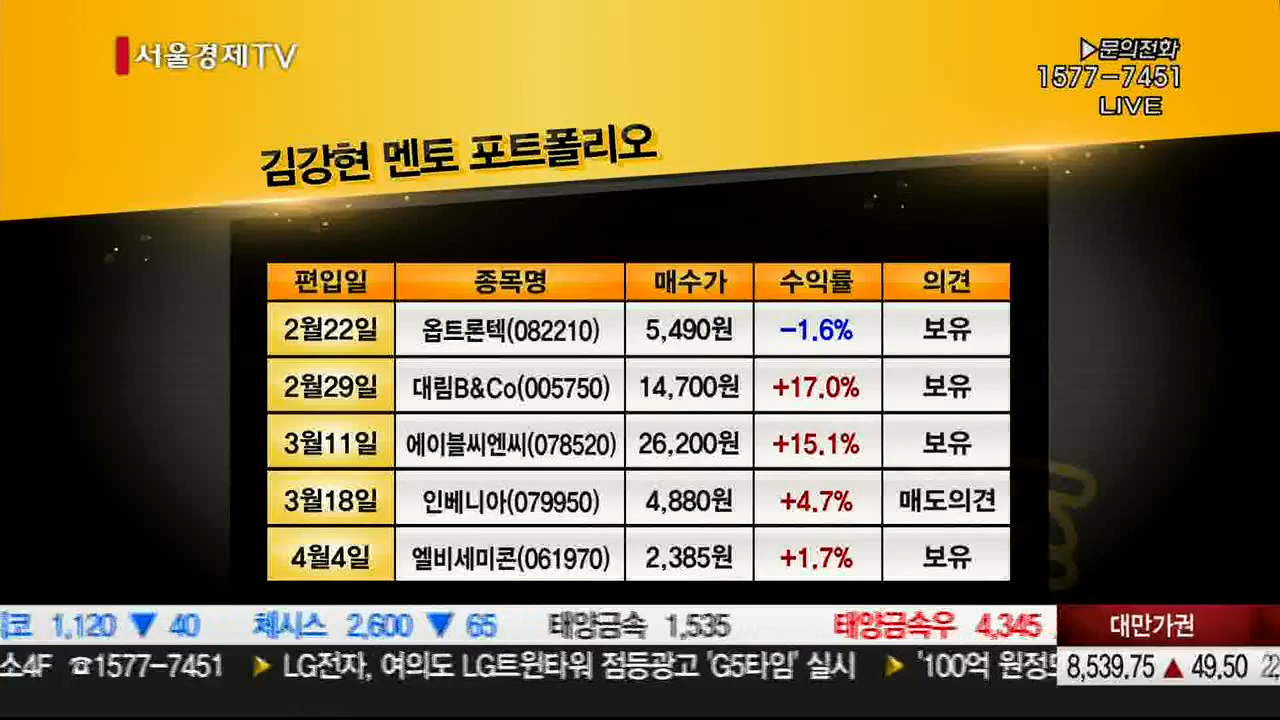 서울경제TV
▶문의전화
1577-7451
LIVE
김강현 멘토 포트폴리오
편입일 종목명 매수가 수익률 의견
2월22일 옵트론텍(082210) 5,490원 -1.6% 보유
2월29일 대림B&Co(005750) 14,700원 +17.0% 보유
3월11일 에이블씨엔씨(078520) 26,200원 +15.1% 보유
3월18일 인베니아(079950) 4,880원 +4.7% 매도의견
4월4일 엘비세미콘(061970) 2,385원 +1.7% 보유
코 1,120 ▼ 40 체시스 2,600 ▼ 65 태양금속 1,535 태양금속우 4,345
대만가권
소4F ☎1577-7451 ▶ LG전자, 여의도 LG트윈타워 점등광고 'G5타임' 실시 ▶ '100억 원정도
8,539.75 ▲ 49.50